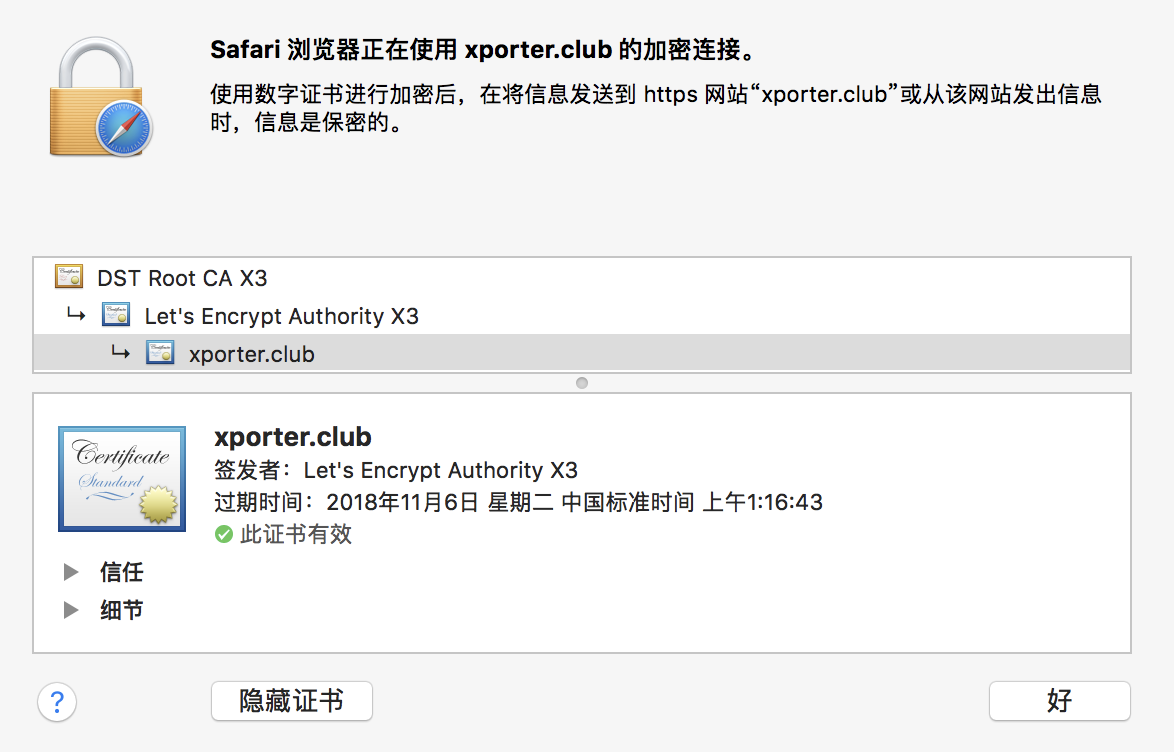 Safari 浏览器正在使用 xporter.club 的加密连接。
使用数字证书进行加密后，在将信息发送到 https 网站“xporter.club”或从该网站发出信息
时，信息是保密的。
DST Root CA X3
Let's Encrypt Authority X3
xporter.club
Certificate
Standard
xporter.club
签发者：Let's Encrypt Authority X3
过期时间：2018年11月6日 星期二 中国标准时间 上午1:16:43
此证书有效
信任
细节
?
隐藏证书
好